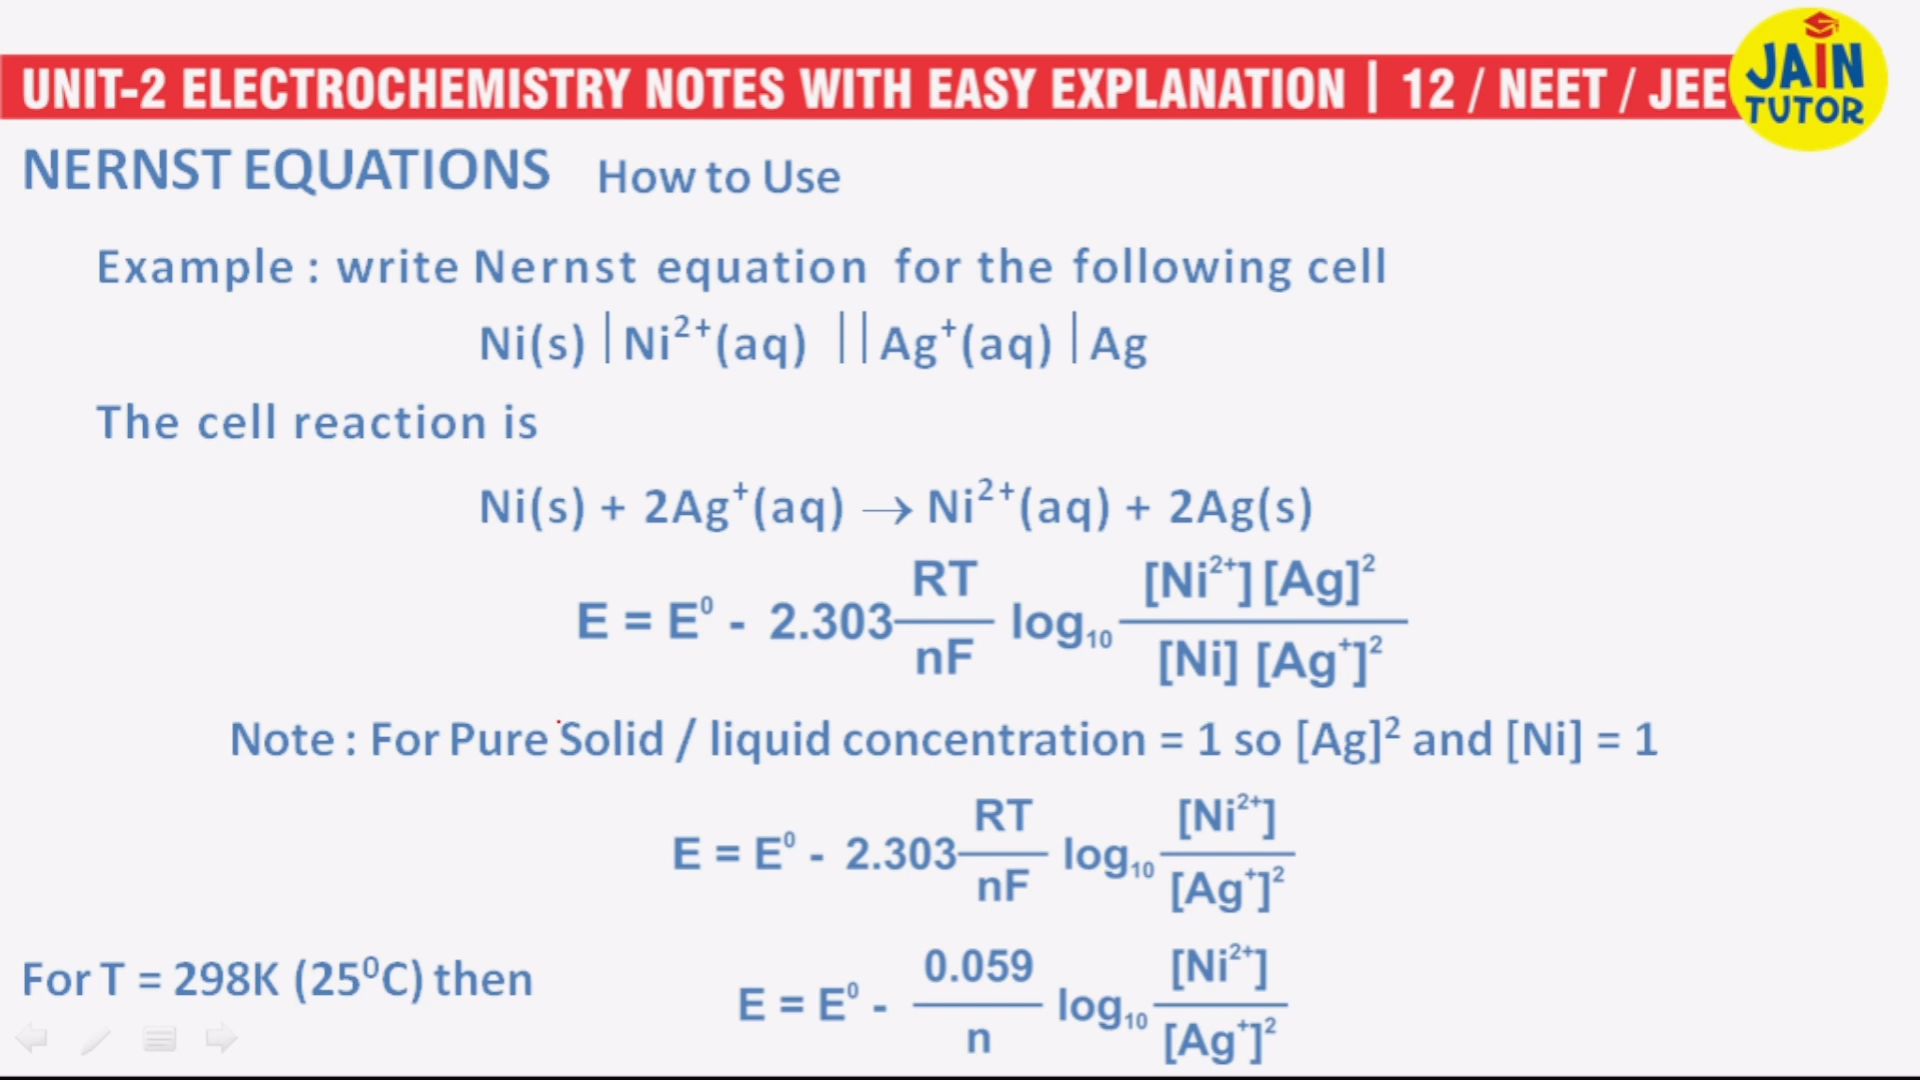 UNIT-2 ELECTROCHEMISTRY NOTES WITH EASY EXPLANATION | 12 / NEET / JEE
JAIN
TUTOR
NERNST EQUATIONS How to Use
Example : write Nernst equation for the following cell
Ni(s) | Ni²⁺(aq) || Ag⁺(aq) | Ag
The cell reaction is
Ni(s) + 2Ag⁺(aq) → Ni²⁺(aq) + 2Ag(s)
E = E⁰ - 2.303 RT/nF log₁₀ [Ni²⁺] [Ag]² / [Ni] [Ag⁺]²
Note : For Pure Solid / liquid concentration = 1 so [Ag]² and [Ni] = 1
E = E⁰ - 2.303 RT/nF log₁₀ [Ni²⁺] / [Ag⁺]²
For T = 298K (25⁰C) then E = E⁰ - 0.059/n log₁₀ [Ni²⁺] / [Ag⁺]²